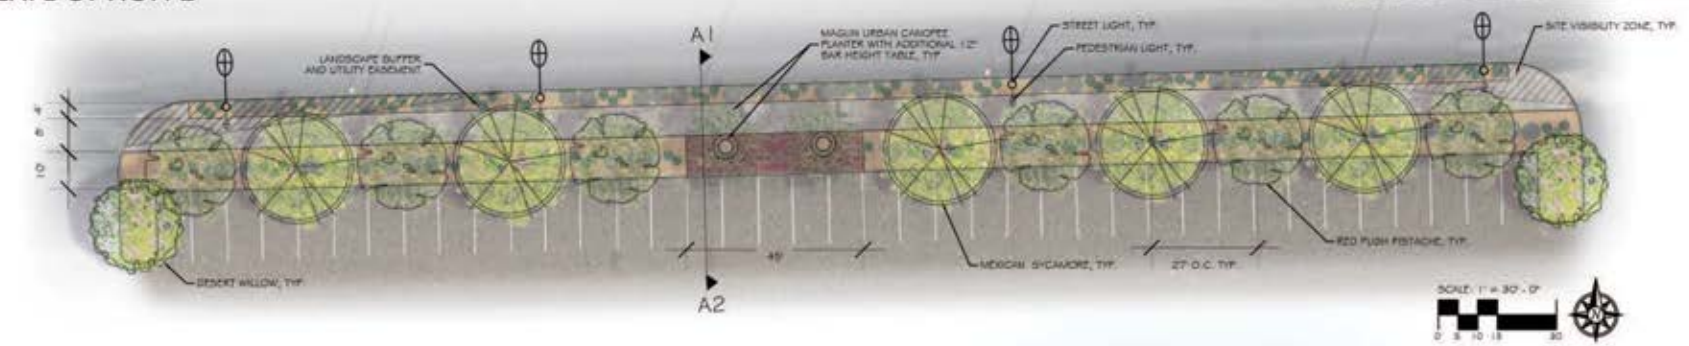 A1
MAGLIN URBAN CANOPEE
PLANTER WITH ADDITIONAL 12"
BAR HEIGHT TABLE, TYP
STREET LIGHT, TYP.
PEDESTRIAN LIGHT, TYP.
SITE VISIBILITY ZONE, TYP.
LANDSCAPE BUFFER
AND UTILITY EASEMENT
4'
8'
10'
45'
27' O.C. TYP.
RED PUSH PISTACHE, TYP.
MEXICAN SYCAMORE, TYP.
DESERT WILLOW, TYP.
A2
SCALE: 1" = 30'-0"
N
0 5 10 15 30